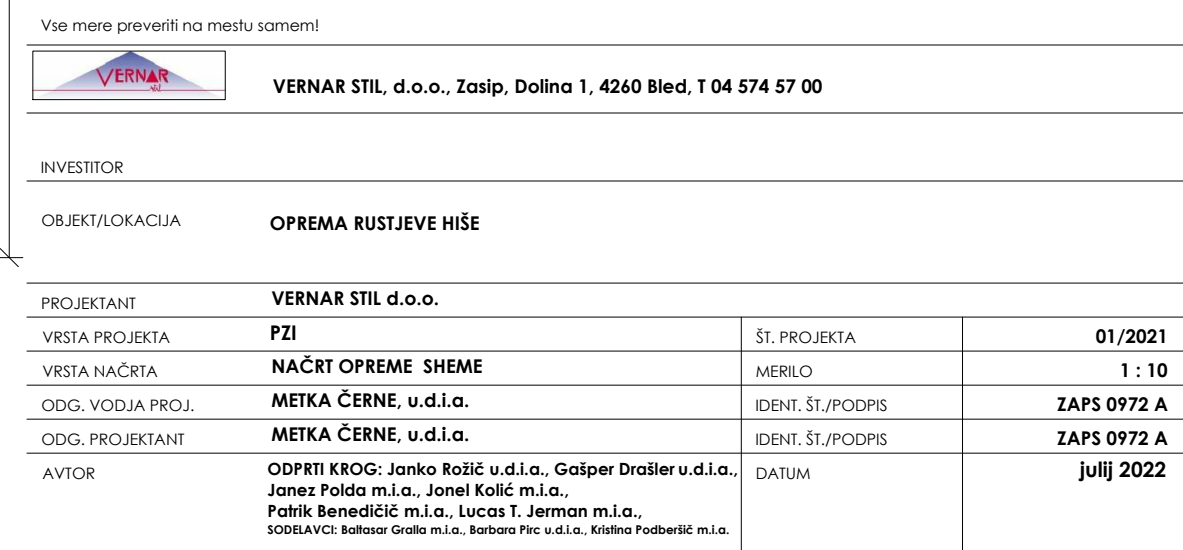 Vse mere preveriti na mestu samem!
VERNAR
stil
VERNAR STIL, d.o.o., Zasip, Dolina 1, 4260 Bled, T 04 574 57 00
INVESTITOR
OBJEKT/LOKACIJA OPREMA RUSTJEVE HIŠE
PROJEKTANT VERNAR STIL d.o.o.
VRSTA PROJEKTA PZI ŠT. PROJEKTA 01/2021
VRSTA NAČRTA NAČRT OPREME SHEME MERILO 1 : 10
ODG. VODJA PROJ. METKA ČERNE, u.d.i.a. IDENT. ŠT./PODPIS ZAPS 0972 A
ODG. PROJEKTANT METKA ČERNE, u.d.i.a. IDENT. ŠT./PODPIS ZAPS 0972 A
AVTOR ODPRTI KROG: Janko Rožič u.d.i.a., Gašper Drašler u.d.i.a., DATUM julij 2022
Janez Polda m.i.a., Jonel Kolić m.i.a.,
Patrik Benedičič m.i.a., Lucas T. Jerman m.i.a.,
SODELAVCI: Baltasar Gralla m.i.a., Barbara Pirc u.d.i.a., Kristina Podberšič m.i.a.